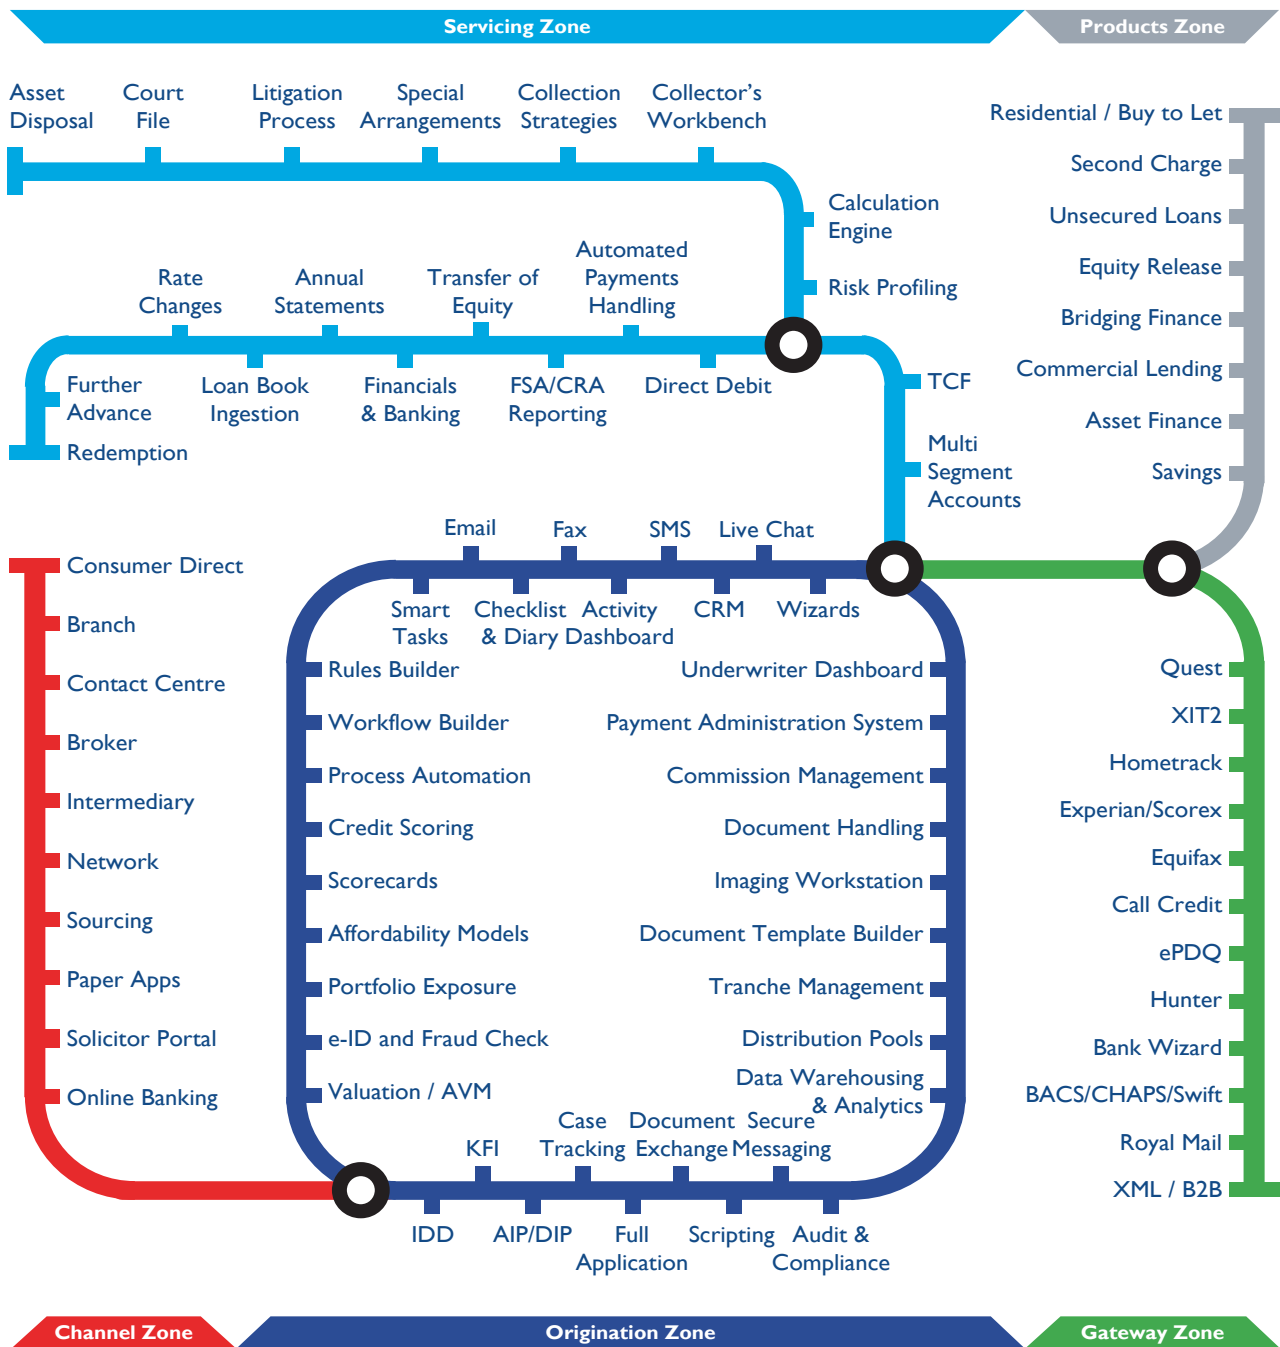 Servicing Zone
Products Zone
Asset
Disposal
Court
File
Litigation
Process
Special
Arrangements
Collection
Strategies
Collector's
Workbench
Calculation
Engine
Risk Profiling
Rate
Changes
Annual
Statements
Transfer of
Equity
Automated
Payments
Handling
Further
Advance
Redemption
Loan Book
Ingestion
Financials
& Banking
FSA/CRA
Reporting
Direct Debit
TCF
Multi
Segment
Accounts
Residential / Buy to Let
Second Charge
Unsecured Loans
Equity Release
Bridging Finance
Commercial Lending
Asset Finance
Savings
Consumer Direct
Branch
Contact Centre
Broker
Intermediary
Network
Sourcing
Paper Apps
Solicitor Portal
Online Banking
Email
Fax
SMS
Live Chat
Smart
Tasks
Checklist
& Diary
Activity
Dashboard
CRM
Wizards
Rules Builder
Workflow Builder
Process Automation
Credit Scoring
Scorecards
Affordability Models
Portfolio Exposure
e-ID and Fraud Check
Valuation / AVM
Underwriter Dashboard
Payment Administration System
Commission Management
Document Handling
Imaging Workstation
Document Template Builder
Tranche Management
Distribution Pools
Data Warehousing
& Analytics
KFI
Case
Tracking
Document
Exchange
Secure
Messaging
IDD
AIP/DIP
Full
Application
Scripting
Audit &
Compliance
Quest
XIT2
Hometrack
Experian/Scorex
Equifax
Call Credit
ePDQ
Hunter
Bank Wizard
BACS/CHAPS/Swift
Royal Mail
XML / B2B
Channel Zone
Origination Zone
Gateway Zone